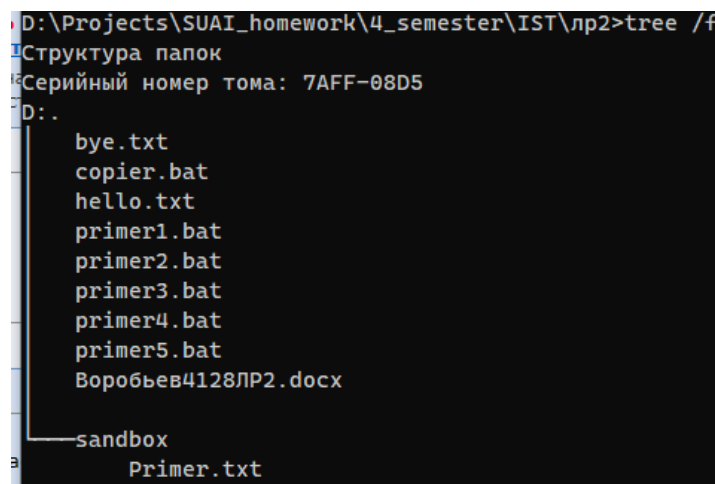 D:\Projects\SUAI_homework\4_semester\IST\лр2>tree /f
Структура папок
Серийный номер тома: 7AFF-08D5
D:.
│   bye.txt
│   copier.bat
│   hello.txt
│   primer1.bat
│   primer2.bat
│   primer3.bat
│   primer4.bat
│   primer5.bat
│   Воробьев4128ЛР2.docx
│
└───sandbox
        Primer.txt